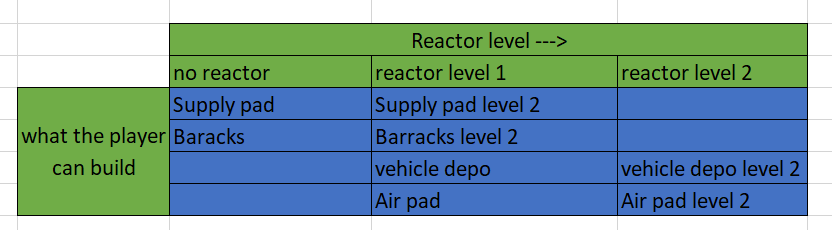 Reactor level --->
no reactor reactor level 1 reactor level 2
what the player
can build
Supply pad Supply pad level 2
Baracks Barracks level 2
vehicle depo vehicle depo level 2
Air pad Air pad level 2